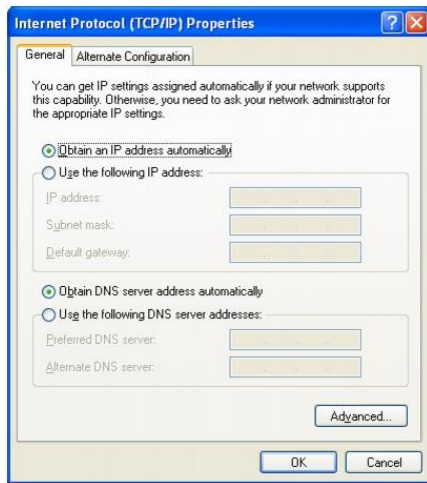 Internet Protocol (TCP/IP) Properties
General
Alternate Configuration
You can get IP settings assigned automatically if your network supports
this capability. Otherwise, you need to ask your network administrator for
the appropriate IP settings.
Obtain an IP address automatically
Use the following IP address:
IP address:
Subnet mask:
Default gateway:
Obtain DNS server address automatically
Use the following DNS server addresses:
Preferred DNS server:
Alternate DNS server:
Advanced...
OK
Cancel